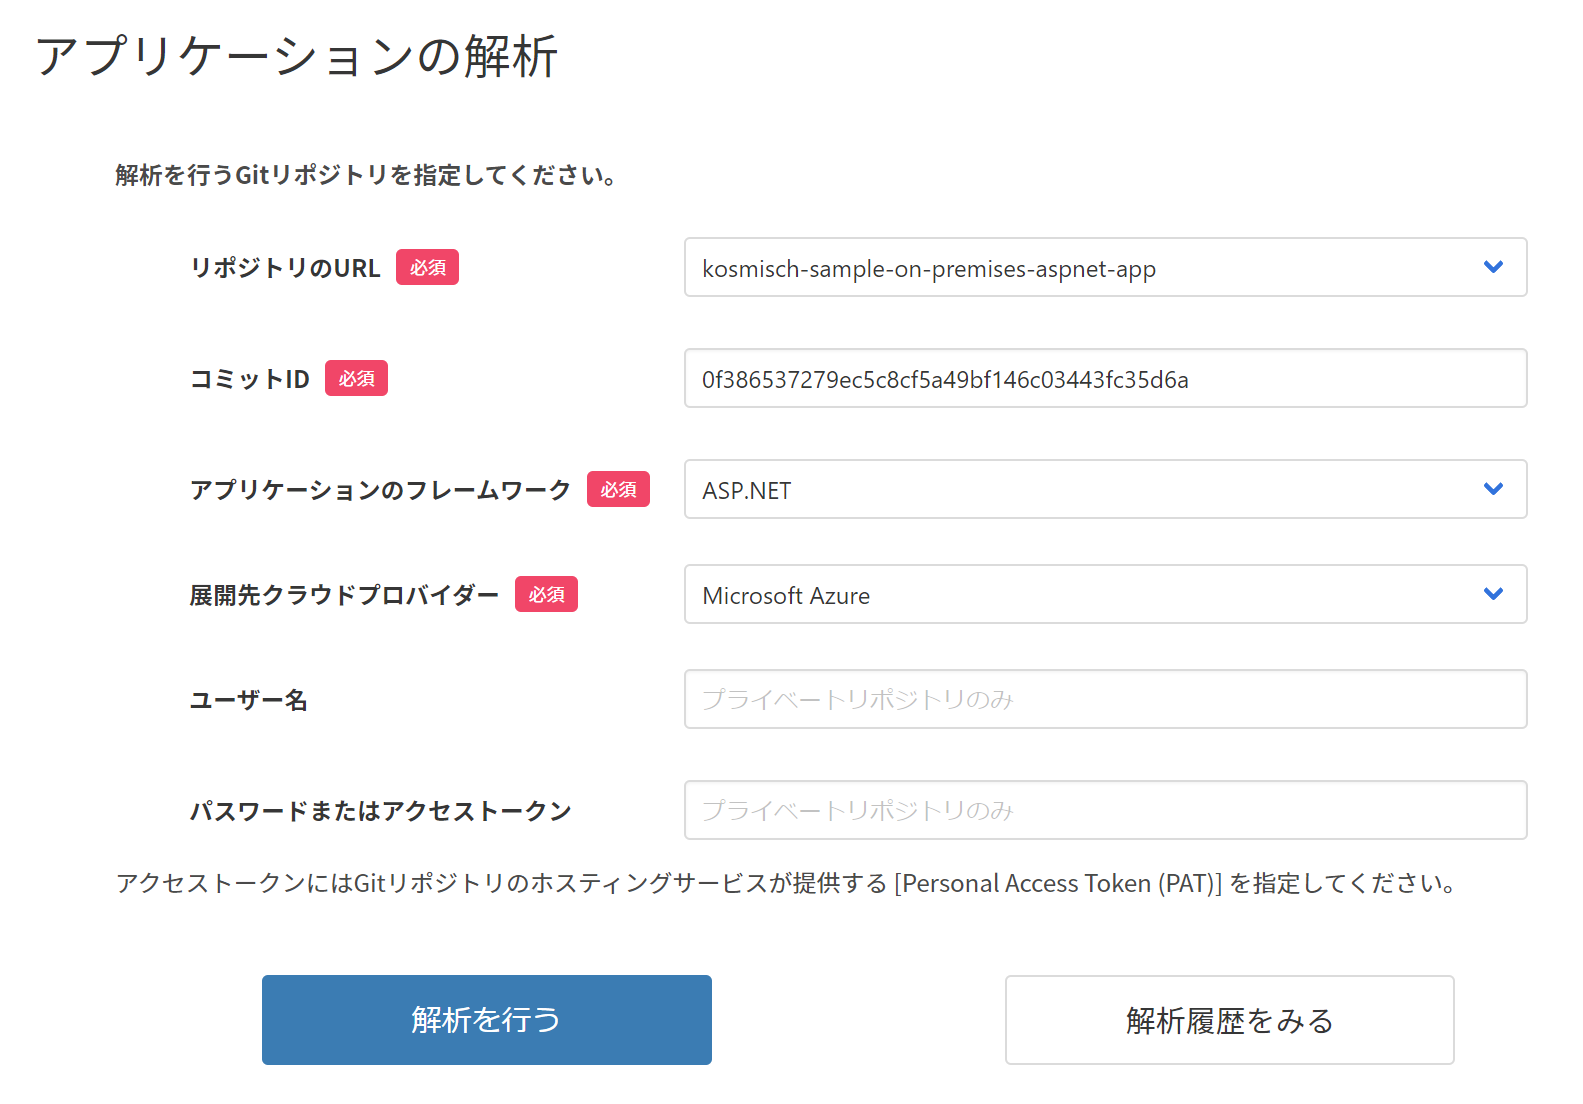 アプリケーションの解析
解析を行うGitリポジトリを指定してください。
リポジトリのURL 必須 kosmisch-sample-on-premises-aspnet-app
コミットID 必須 0f386537279ec5c8cf5a49bf146c03443fc35d6a
アプリケーションのフレームワーク 必須 ASP.NET
展開先クラウドプロバイダー 必須 Microsoft Azure
ユーザー名 プライベートリポジトリのみ
パスワードまたはアクセストークン プライベートリポジトリのみ
アクセストークンにはGitリポジトリのホスティングサービスが提供する [Personal Access Token (PAT)] を指定してください。
解析を行う 解析履歴をみる